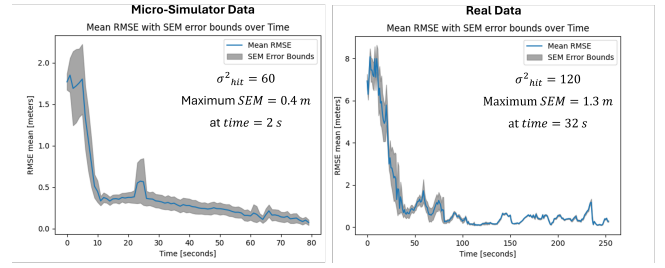 Micro-Simulator Data
Mean RMSE with SEM error bounds over Time
Mean RMSE
SEM Error Bounds
σ²hit = 60
Maximum SEM = 0.4 m
at time = 2 s
RMSE mean [meters]
2.0
1.5
1.0
0.5
0.0
0 10 20 30 40 50 60 70 80
Time [seconds]
Real Data
Mean RMSE with SEM error bounds over Time
Mean RMSE
SEM Error Bounds
σ²hit = 120
Maximum SEM = 1.3 m
at time = 32 s
RMSE mean [meters]
8
6
4
2
0
0 50 100 150 200 250
Time [seconds]